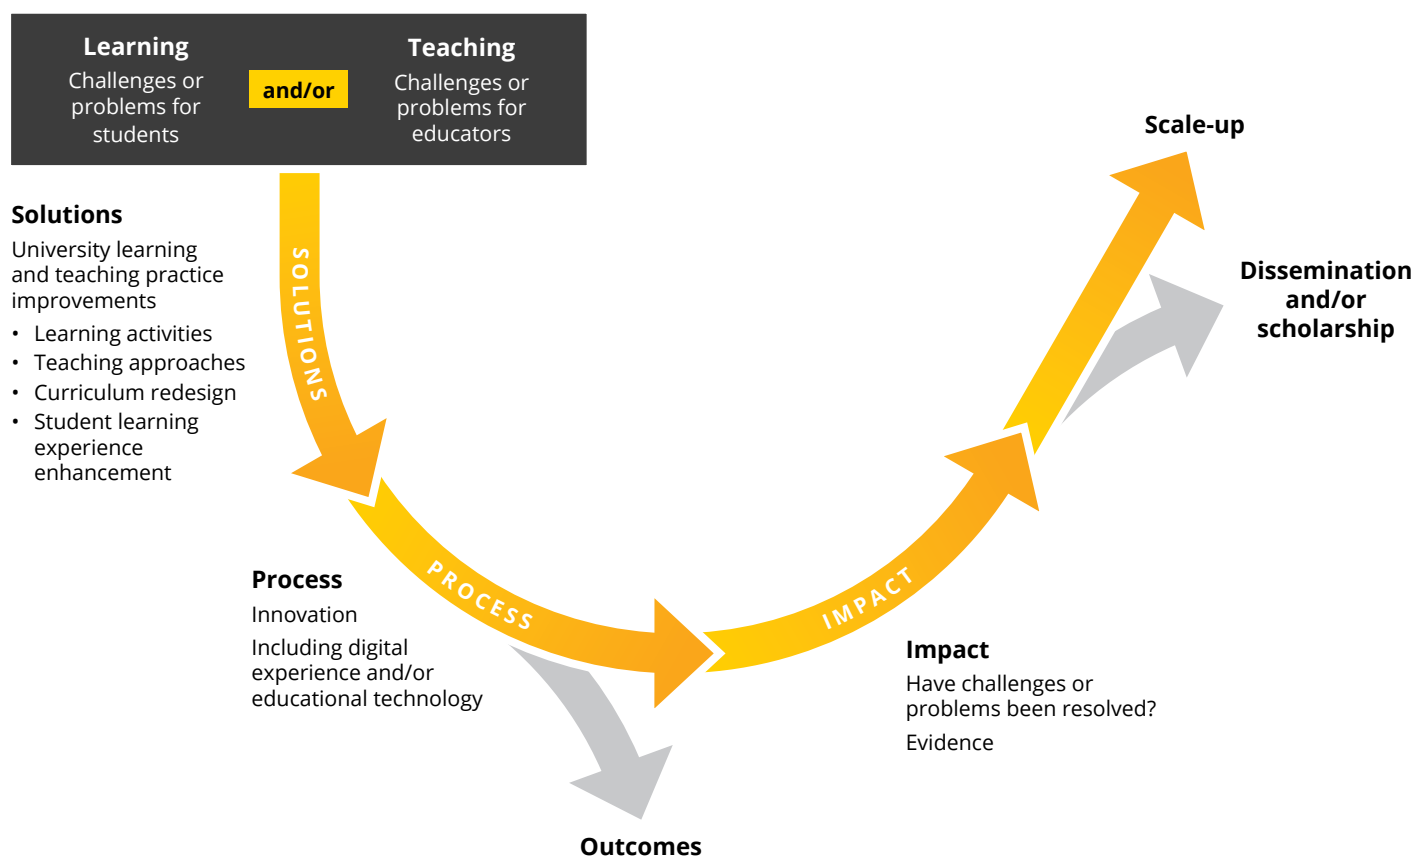 Learning
Challenges or
problems for
students
and/or
Teaching
Challenges or
problems for
educators
Solutions
University learning
and teaching practice
improvements
• Learning activities
• Teaching approaches
• Curriculum redesign
• Student learning
experience
enhancement
SOLUTIONS
Process
Innovation
Including digital
experience and/or
educational technology
PROCESS
Outcomes
IMPACT
Impact
Have challenges or
problems been resolved?
Evidence
Scale-up
Dissemination
and/or
scholarship